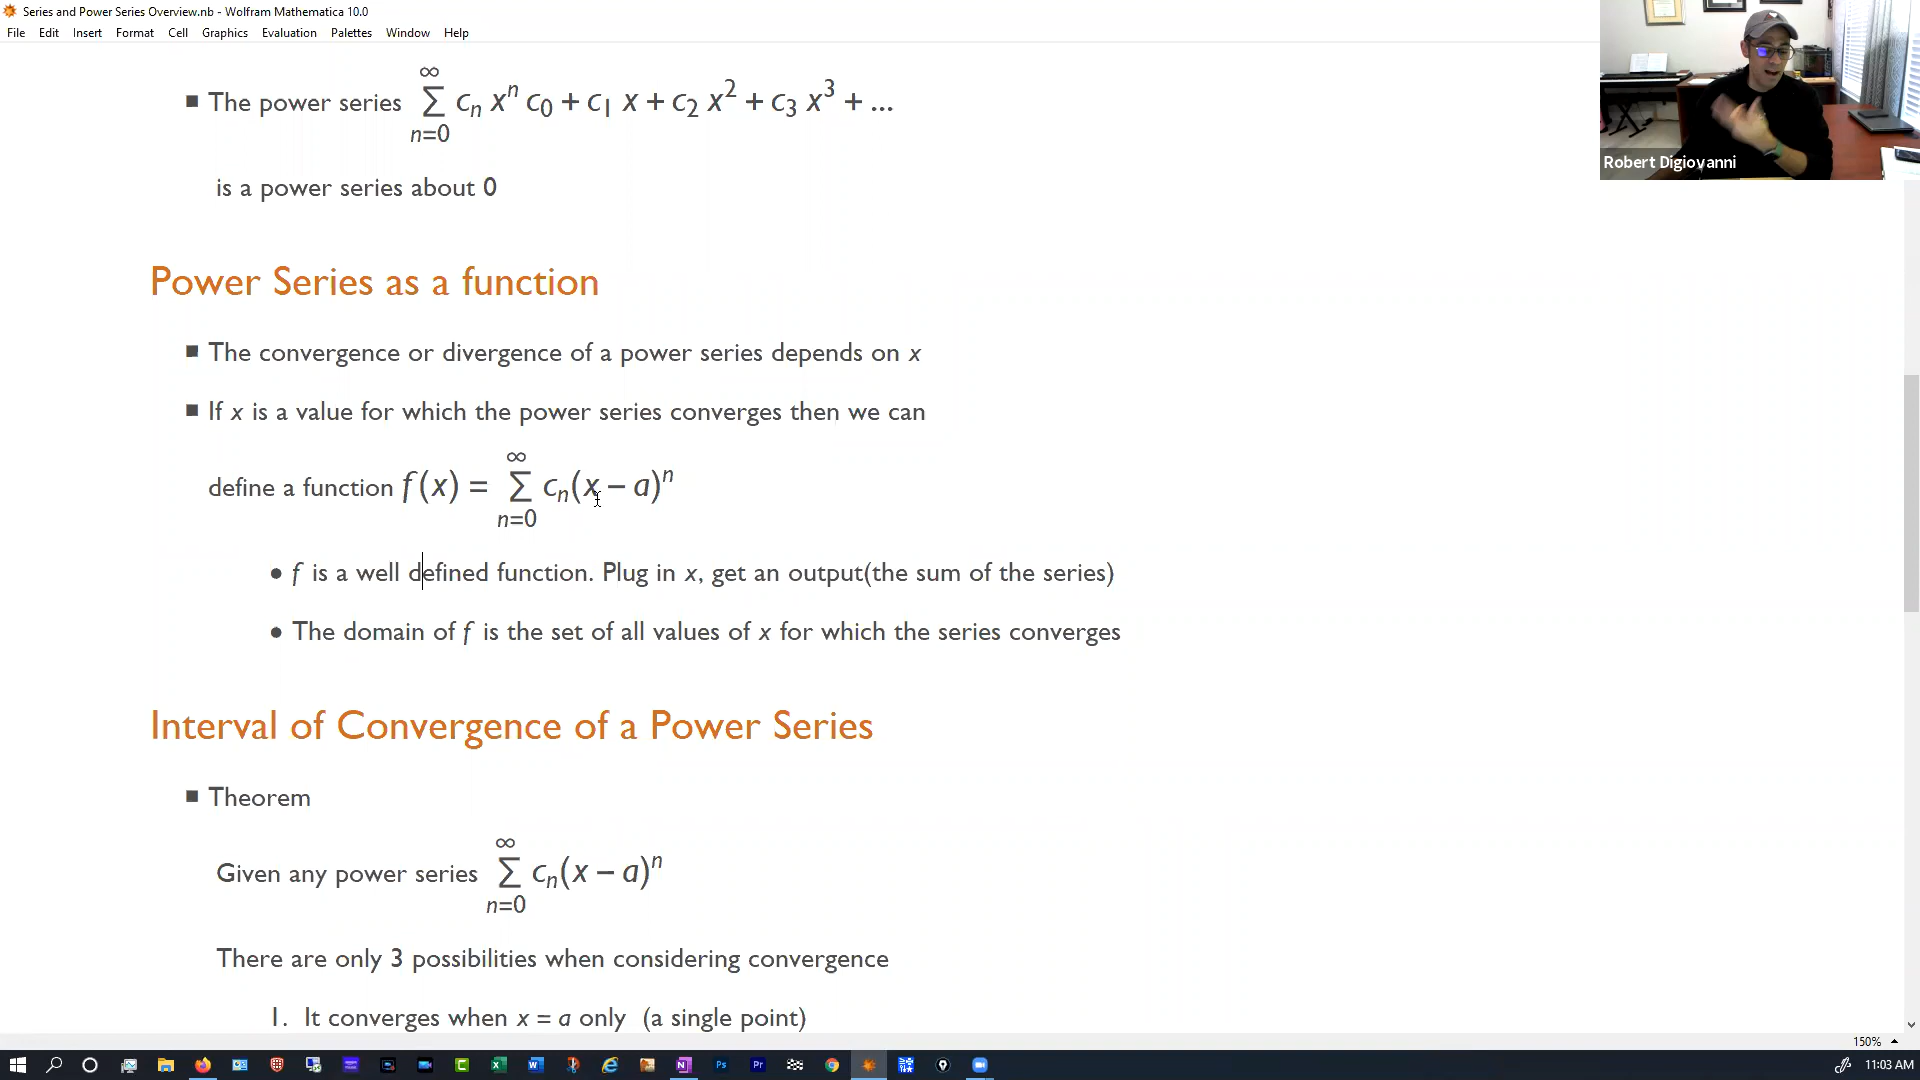 Series and Power Series Overview.nb - Wolfram Mathematica 10.0
File Edit Insert Format Cell Graphics Evaluation Palettes Window Help
■ The power series ∑_{n=0}^{∞} c_n x^n c_0 + c_1 x + c_2 x^2 + c_3 x^3 + ...
is a power series about 0
Robert Digiovanni
Power Series as a function
■ The convergence or divergence of a power series depends on x
■ If x is a value for which the power series converges then we can
define a function f(x) = ∑_{n=0}^{∞} c_n(x − a)^n
● f is a well defined function. Plug in x, get an output(the sum of the series)
● The domain of f is the set of all values of x for which the series converges
Interval of Convergence of a Power Series
■ Theorem
Given any power series ∑_{n=0}^{∞} c_n(x − a)^n
There are only 3 possibilities when considering convergence
1. It converges when x = a only (a single point)
150%
11:03 AM